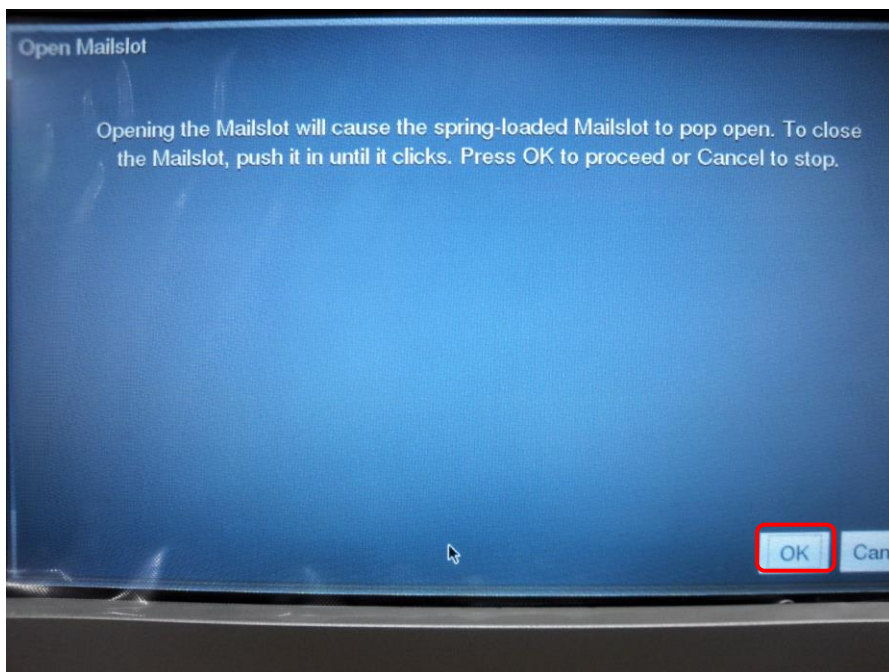 Open Mailslot
Opening the Mailslot will cause the spring-loaded Mailslot to pop open. To close
the Mailslot, push it in until it clicks. Press OK to proceed or Cancel to stop.
OK
Can